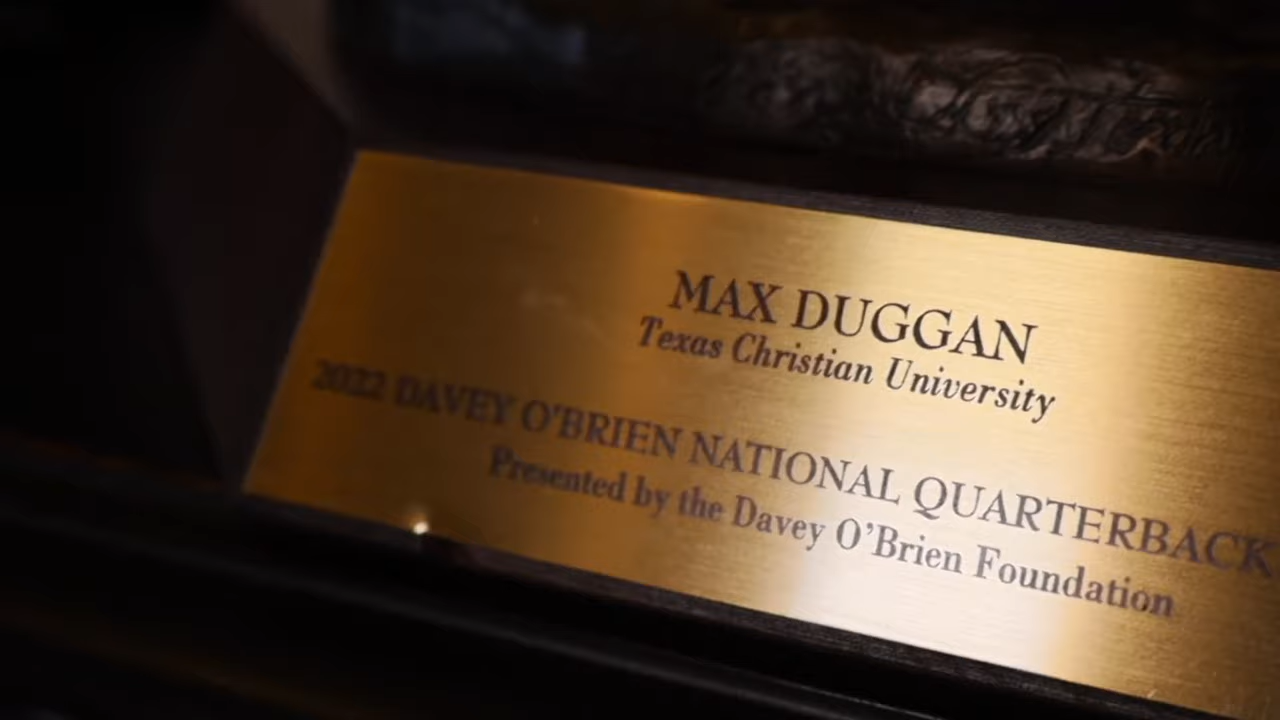 MAX DUGGAN
Texas Christian University
2022 DAVEY O'BRIEN NATIONAL QUARTERBACK
Presented by the Davey O'Brien Foundation